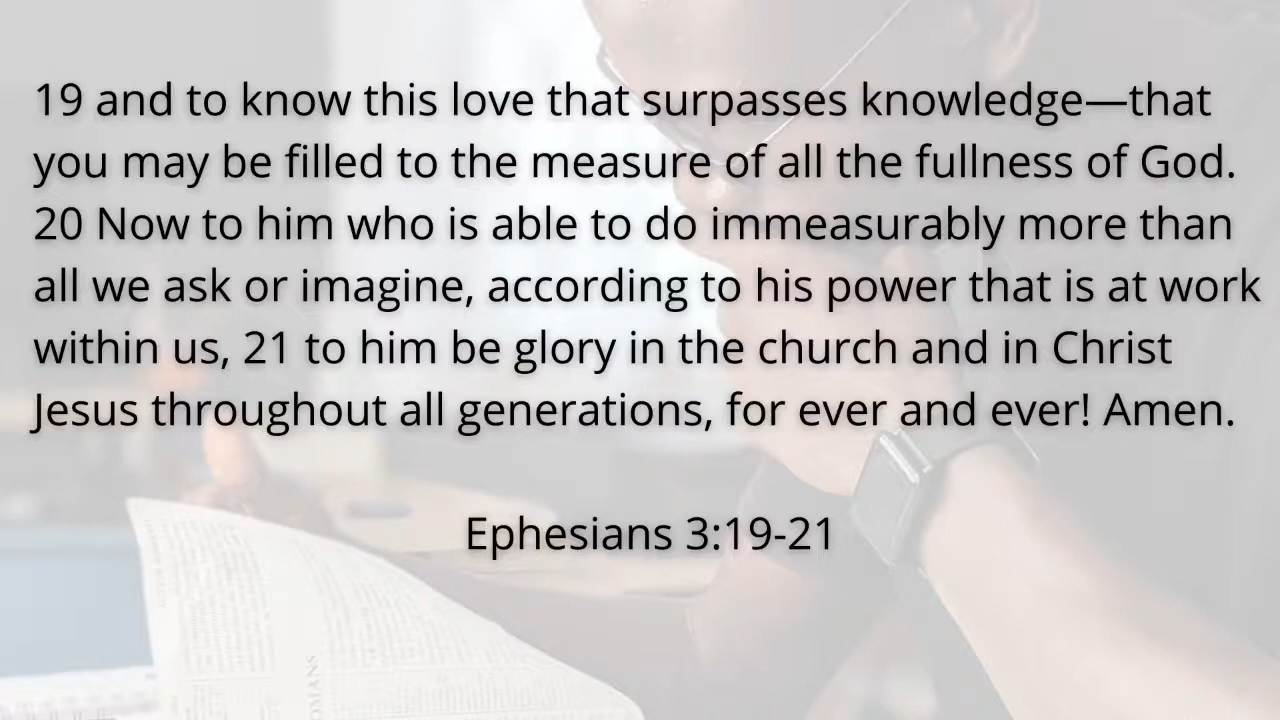 19 and to know this love that surpasses knowledge—that
you may be filled to the measure of all the fullness of God.
20 Now to him who is able to do immeasurably more than
all we ask or imagine, according to his power that is at work
within us, 21 to him be glory in the church and in Christ
Jesus throughout all generations, for ever and ever! Amen.
Ephesians 3:19-21